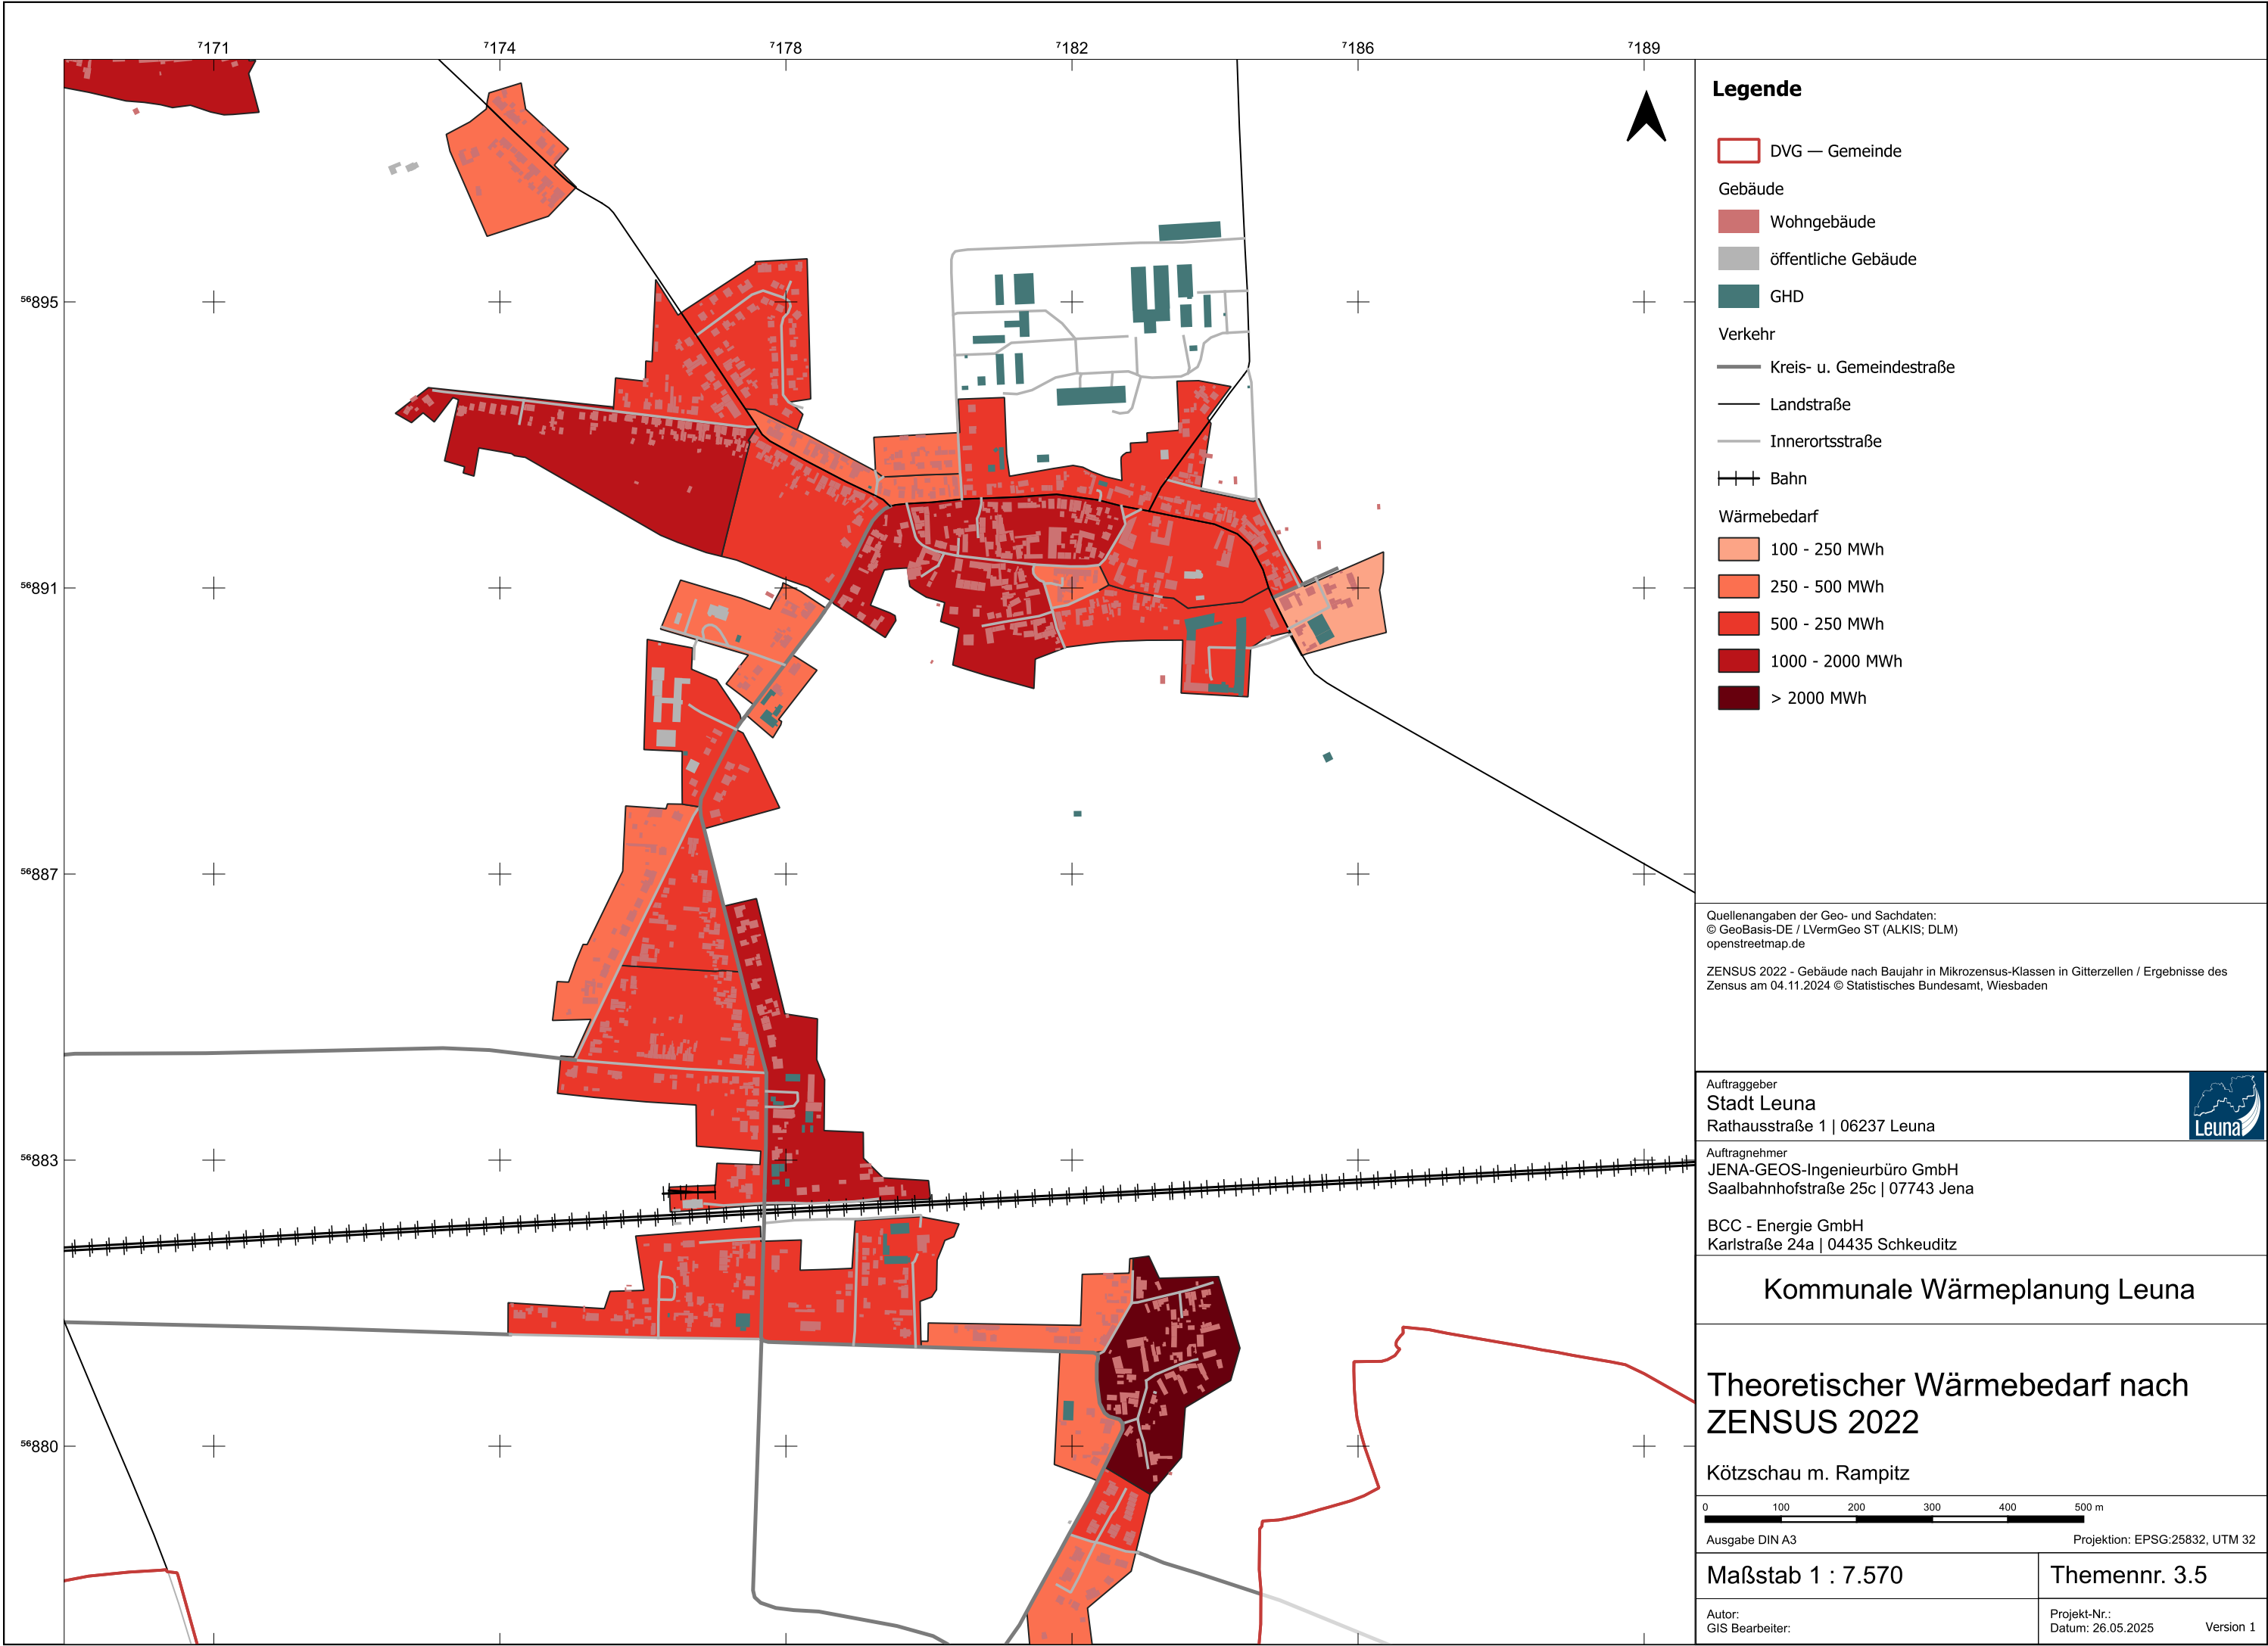 ⁷171 ⁷174 ⁷178 ⁷182 ⁷186 ⁷189
⁵⁶895
⁵⁶891
⁵⁶887
⁵⁶883
⁵⁶880
Legende
DVG — Gemeinde
Gebäude
Wohngebäude
öffentliche Gebäude
GHD
Verkehr
Kreis- u. Gemeindestraße
Landstraße
Innerortsstraße
Bahn
Wärmebedarf
100 - 250 MWh
250 - 500 MWh
500 - 250 MWh
1000 - 2000 MWh
> 2000 MWh
Quellenangaben der Geo- und Sachdaten:
© GeoBasis-DE / LVermGeo ST (ALKIS; DLM)
openstreetmap.de
ZENSUS 2022 - Gebäude nach Baujahr in Mikrozensus-Klassen in Gitterzellen / Ergebnisse des
Zensus am 04.11.2024 © Statistisches Bundesamt, Wiesbaden
Auftraggeber
Stadt Leuna
Rathausstraße 1 | 06237 Leuna
Leuna
Auftragnehmer
JENA-GEOS-Ingenieurbüro GmbH
Saalbahnhofstraße 25c | 07743 Jena
BCC - Energie GmbH
Karlstraße 24a | 04435 Schkeuditz
Kommunale Wärmeplanung Leuna
Theoretischer Wärmebedarf nach
ZENSUS 2022
Kötzschau m. Rampitz
0 100 200 300 400 500 m
Ausgabe DIN A3 Projektion: EPSG:25832, UTM 32
Maßstab 1 : 7.570 Themennr. 3.5
Autor:
GIS Bearbeiter:
Projekt-Nr.:
Datum: 26.05.2025 Version 1